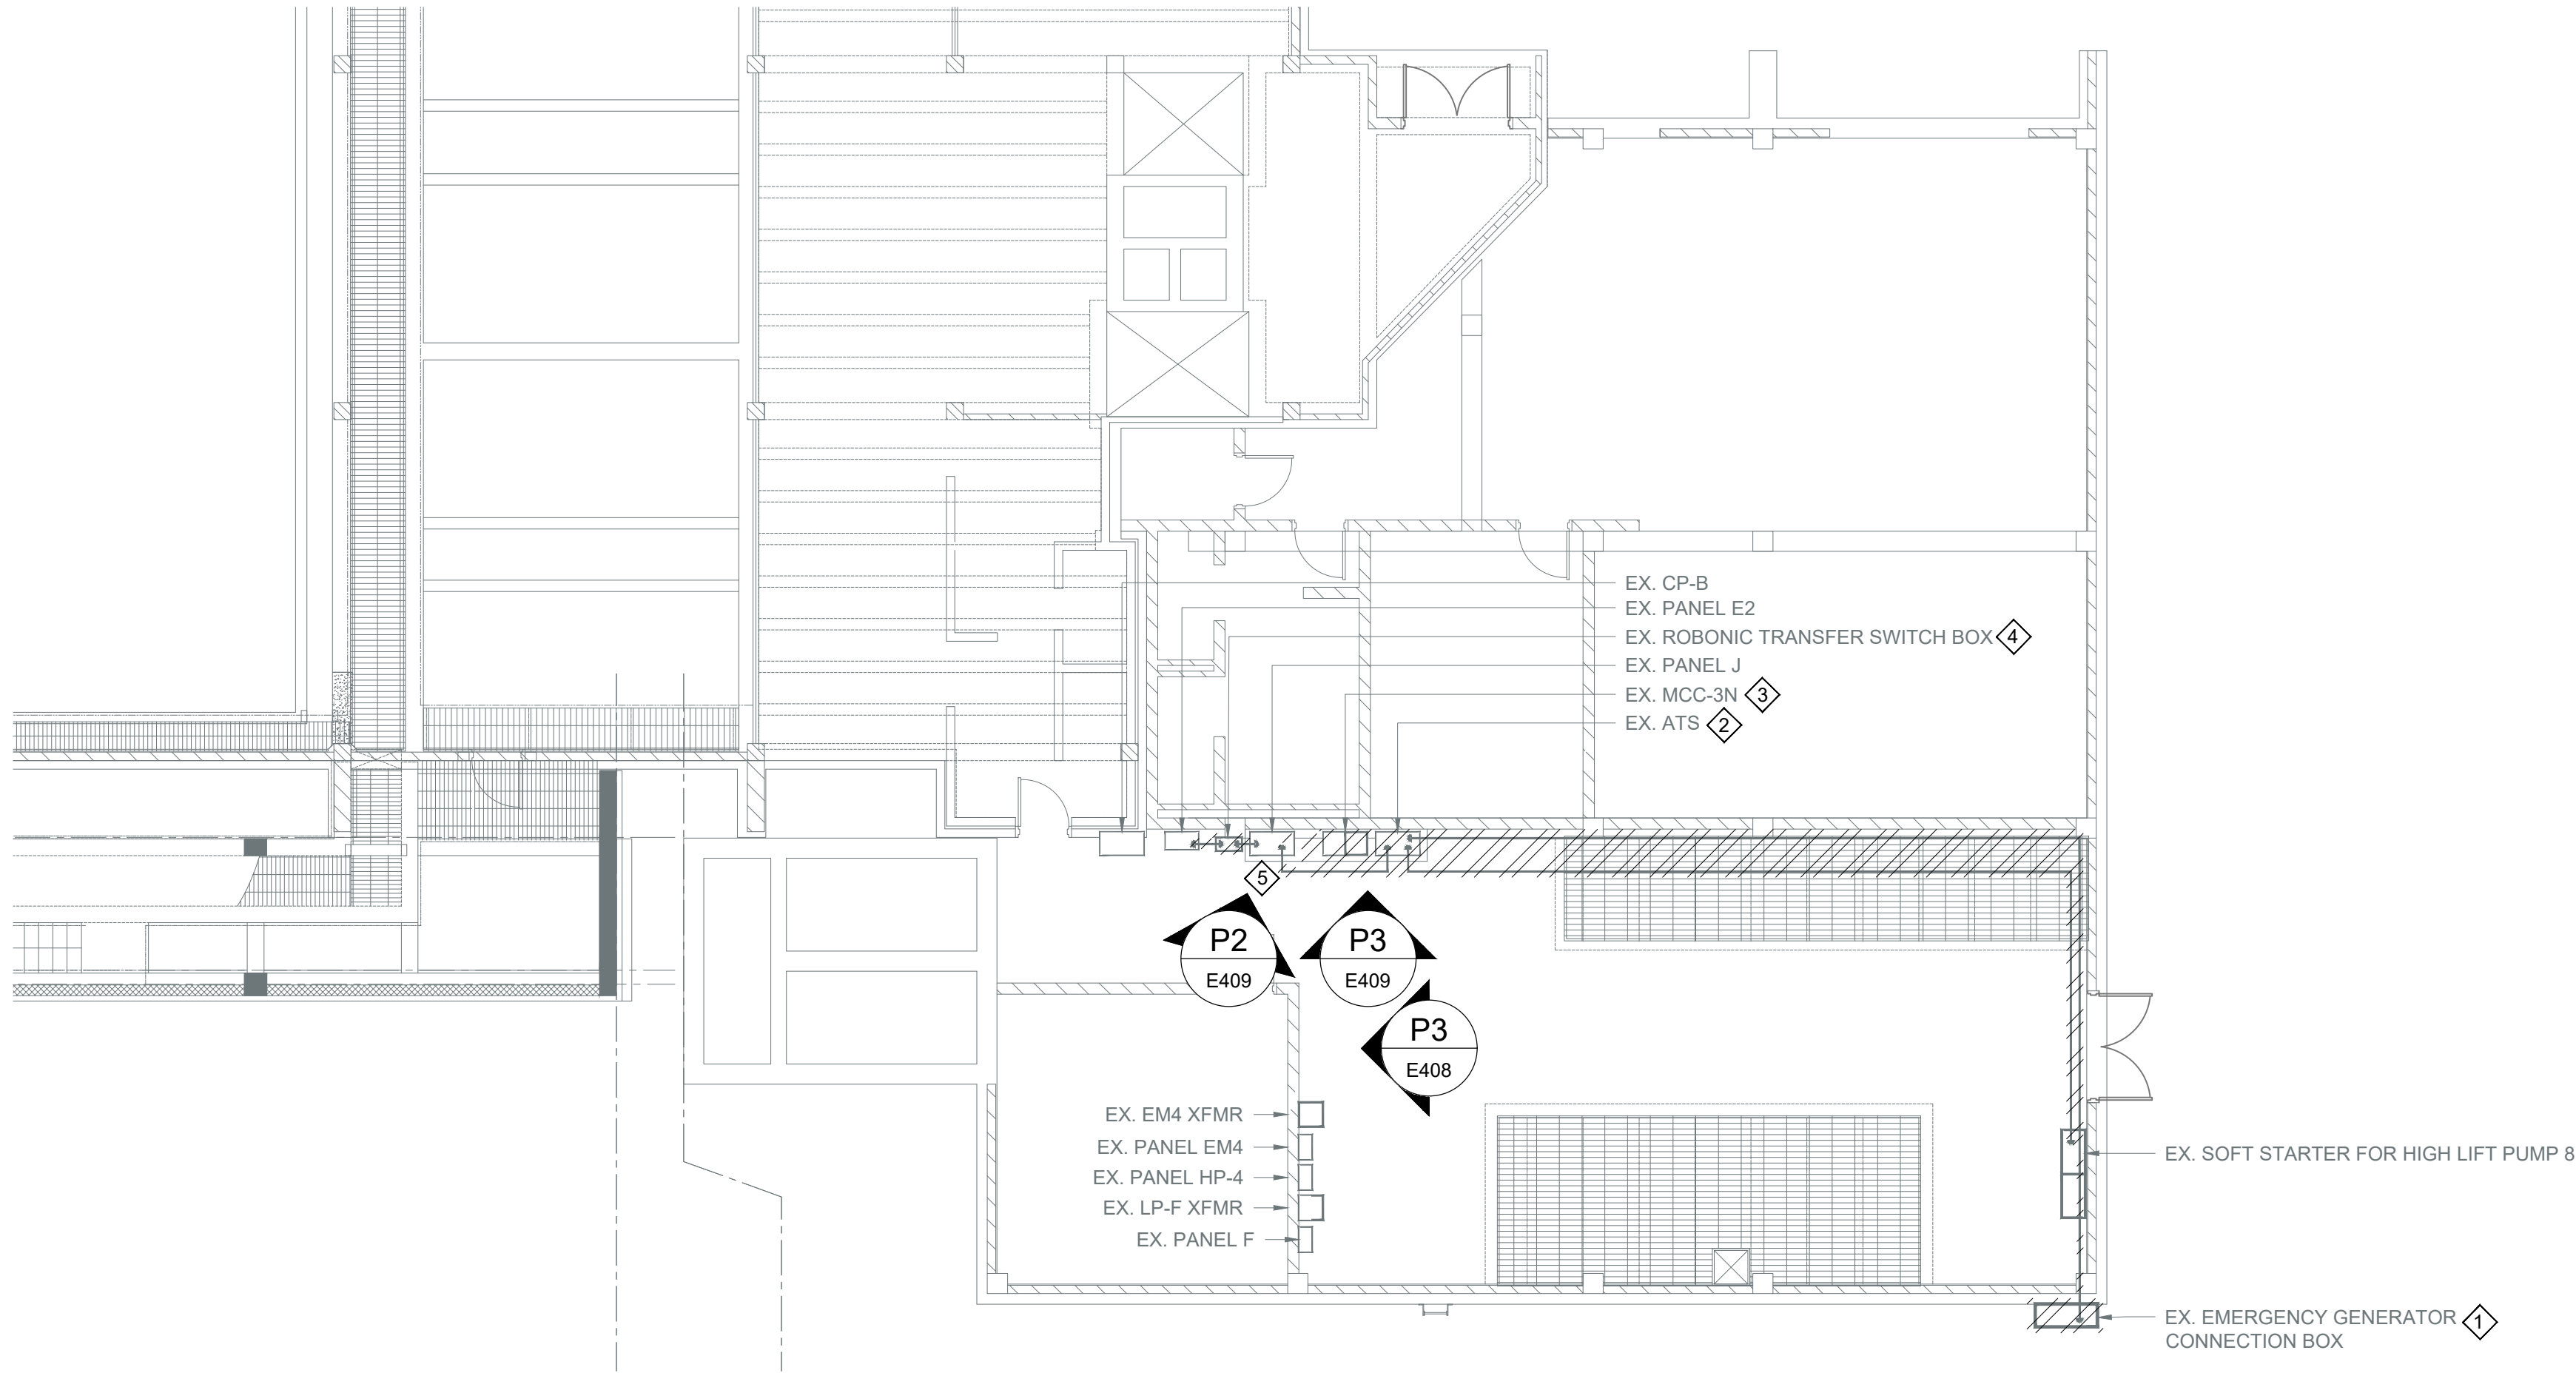 EX. CP-B
EX. PANEL E2
EX. ROBONIC TRANSFER SWITCH BOX 4
EX. PANEL J
EX. MCC-3N 3
EX. ATS 2
5
P2
E409
P3
E409
P3
E408
EX. EM4 XFMR
EX. PANEL EM4
EX. PANEL HP-4
EX. LP-F XFMR
EX. PANEL F
EX. SOFT STARTER FOR HIGH LIFT PUMP 8
EX. EMERGENCY GENERATOR 1
CONNECTION BOX